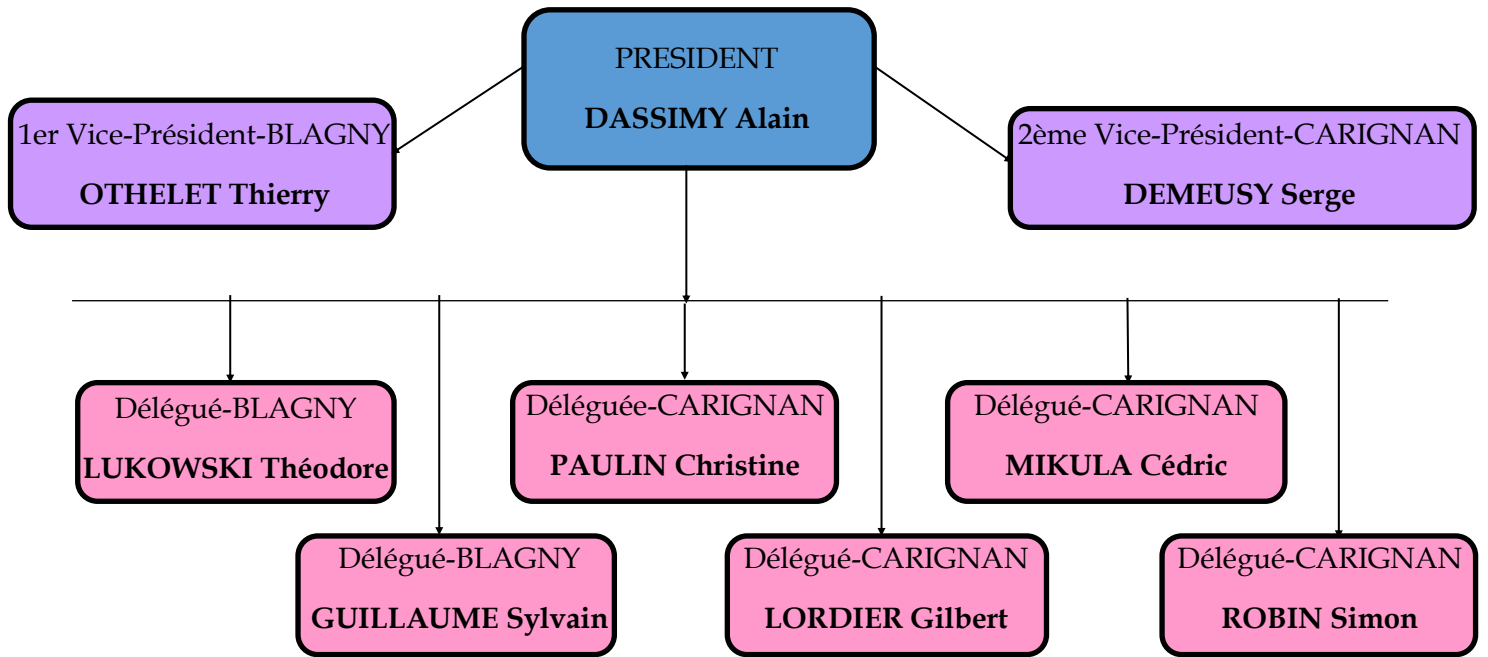 PRESIDENT
DASSIMY Alain
1er Vice-Président-BLAGNY
OTHELET Thierry
2ème Vice-Président-CARIGNAN
DEMEUSY Serge
Délégué-BLAGNY
LUKOWSKI Théodore
Déléguée-CARIGNAN
PAULIN Christine
Délégué-CARIGNAN
MIKULA Cédric
Délégué-BLAGNY
GUILLAUME Sylvain
Délégué-CARIGNAN
LORDIER Gilbert
Délégué-CARIGNAN
ROBIN Simon